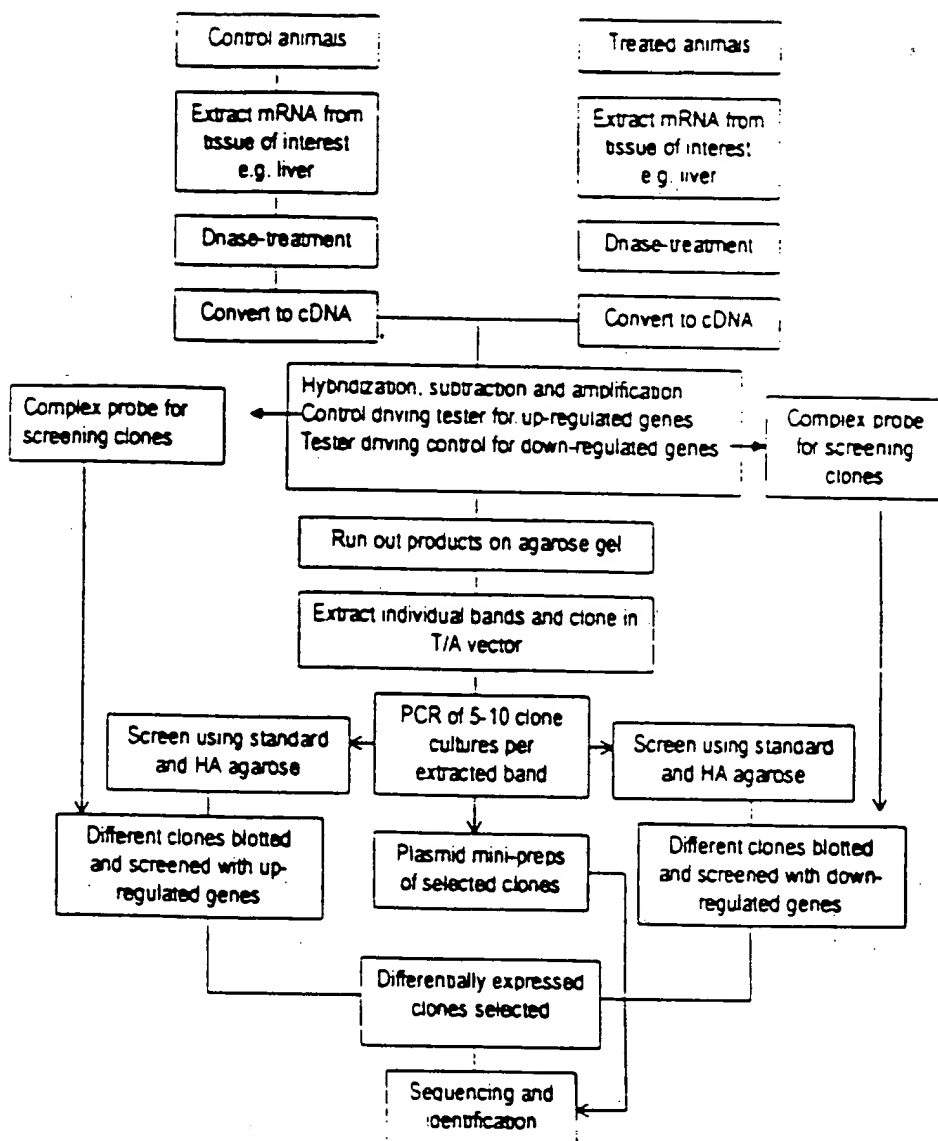 Control animals
Treated animals
Extract mRNA from
tissue of interest
e.g. liver
Extract mRNA from
tissue of interest
e.g. liver
Dnase-treatment
Dnase-treatment
Convert to cDNA
Convert to cDNA
Hybridization, subtraction and amplification
Control driving tester for up-regulated genes
Tester driving control for down-regulated genes
Complex probe for
screening clones
Complex probe
for screening
clones
Run out products on agarose gel
Extract individual bands and clone in
T/A vector
PCR of 5-10 clone
cultures per
extracted band
Screen using standard
and HA agarose
Screen using standard
and HA agarose
Different clones blotted
and screened with up-
regulated genes
Plasmid mini-preps
of selected clones
Different clones blotted
and screened with down-
regulated genes
Differentially expressed
clones selected
Sequencing and
identification